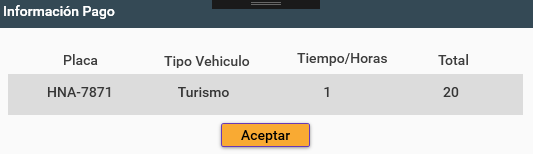 Información Pago
Placa Tipo Vehiculo Tiempo/Horas Total
HNA-7871 Turismo 1 20
Aceptar